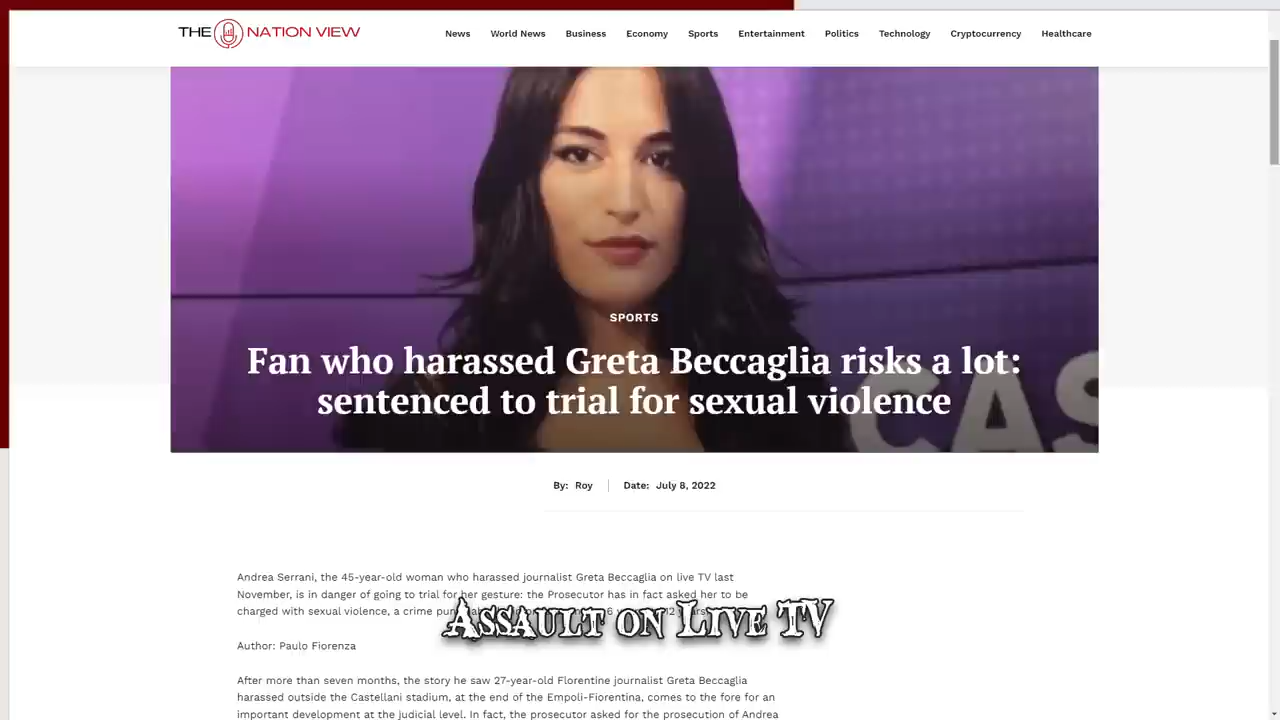 THE NATION VIEW
News World News Business Economy Sports Entertainment Politics Technology Cryptocurrency Healthcare
CAS
SPORTS
Fan who harassed Greta Beccaglia risks a lot:
sentenced to trial for sexual violence
By: Roy Date: July 8, 2022
Andrea Serrani, the 45-year-old woman who harassed journalist Greta Beccaglia on live TV last
November, is in danger of going to trial for her gesture: the Prosecutor has in fact asked her to be
charged with sexual violence, a crime
Assault on Live TV
Author: Paulo Fiorenza
After more than seven months, the story he saw 27-year-old Florentine journalist Greta Beccaglia
harassed outside the Castellani stadium, at the end of the Empoli-Fiorentina, comes to the fore for an
important development at the judicial level. In fact, the prosecutor asked for the prosecution of Andrea